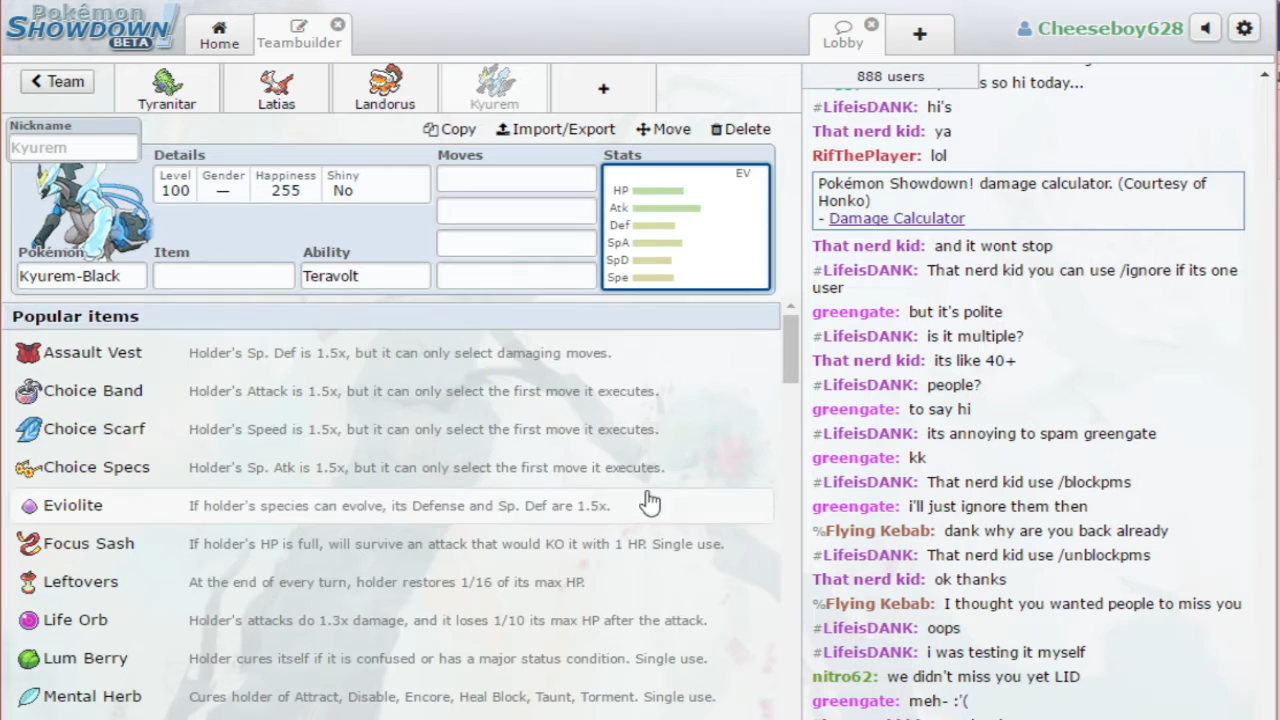 Pokémon
SHOWDOWN!
BETA
Home
Teambuilder
Lobby
+
Cheeseboy628
Team
Tyranitar
Latias
Landorus
Kyurem
+
888 users
Nickname
Kyurem
Copy
Import/Export
Move
Delete
Details
Moves
Stats
Level
Gender
Happiness
Shiny
100
—
255
No
EV
HP
Atk
Def
SpA
SpD
Spe
Pokémon
Item
Ability
Kyurem-Black
Teravolt
Popular items
Assault Vest Holder's Sp. Def is 1.5x, but it can only select damaging moves.
Choice Band Holder's Attack is 1.5x, but it can only select the first move it executes.
Choice Scarf Holder's Speed is 1.5x, but it can only select the first move it executes.
Choice Specs Holder's Sp. Atk is 1.5x, but it can only select the first move it executes.
Eviolite If holder's species can evolve, its Defense and Sp. Def are 1.5x.
Focus Sash If holder's HP is full, will survive an attack that would KO it with 1 HP. Single use.
Leftovers At the end of every turn, holder restores 1/16 of its max HP.
Life Orb Holder's attacks do 1.3x damage, and it loses 1/10 its max HP after the attack.
Lum Berry Holder cures itself if it is confused or has a major status condition. Single use.
Mental Herb Cures holder of Attract, Disable, Encore, Heal Block, Taunt, Torment. Single use.
s so hi today...
#LifeisDANK: hi's
That nerd kid: ya
RifThePlayer: lol
Pokémon Showdown! damage calculator. (Courtesy of
Honko)
- Damage Calculator
That nerd kid: and it wont stop
#LifeisDANK: That nerd kid you can use /ignore if its one
user
greengate: but it's polite
#LifeisDANK: is it multiple?
That nerd kid: its like 40+
#LifeisDANK: people?
greengate: to say hi
#LifeisDANK: its annoying to spam greengate
greengate: kk
#LifeisDANK: That nerd kid use /blockpms
greengate: i'll just ignore them then
%Flying Kebab: dank why are you back already
#LifeisDANK: That nerd kid use /unblockpms
That nerd kid: ok thanks
%Flying Kebab: I thought you wanted people to miss you
#LifeisDANK: oops
#LifeisDANK: i was testing it myself
nitro62: we didn't miss you yet LID
greengate: meh- :'(